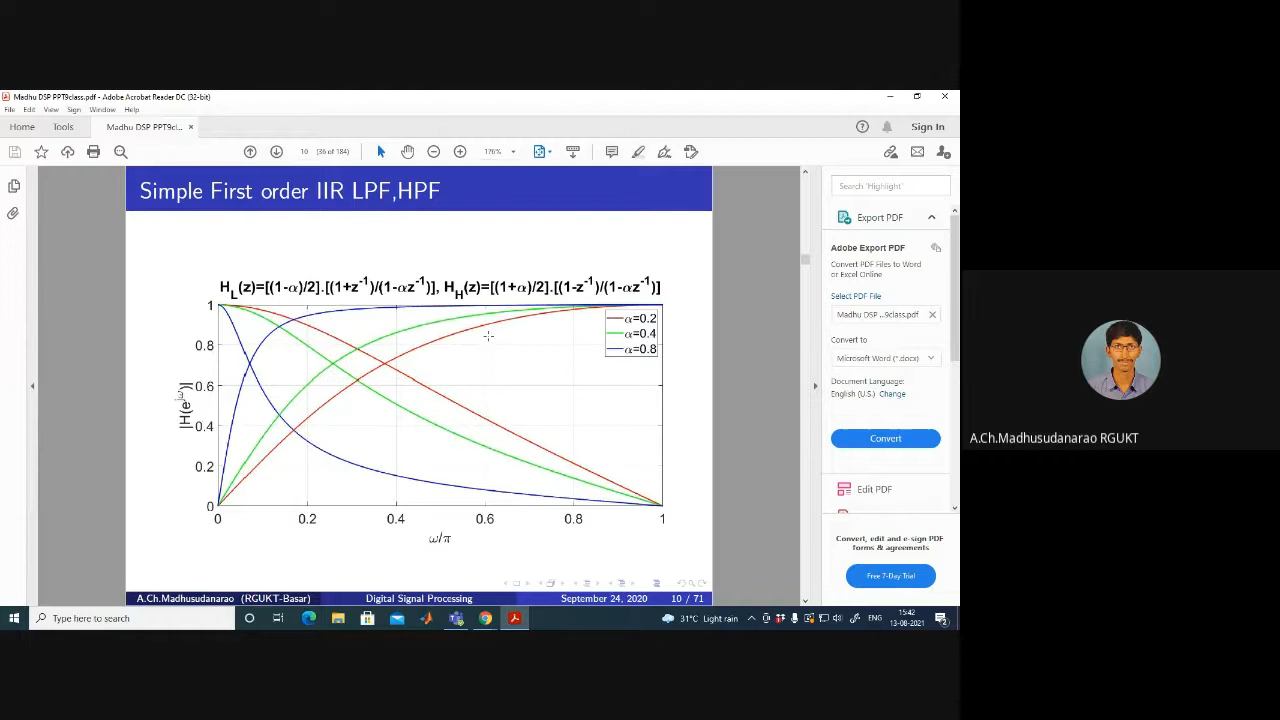 Madhu DSP PPT9class.pdf - Adobe Acrobat Reader DC (32-bit)
File Edit View Sign Window Help
Home Tools Madhu DSP PPT9cl... × Sign In
10 (36 of 184) 176%
Simple First order IIR LPF,HPF
H_L(z)=[(1-α)/2].[(1+z^-1)/(1-αz^-1)], H_H(z)=[(1+α)/2].[(1-z^-1)/(1-αz^-1)]
α=0.2
α=0.4
α=0.8
|H(e^jω)|
1
0.8
0.6
0.4
0.2
0
0 0.2 0.4 0.6 0.8 1
ω/π
A.Ch.Madhusudanarao (RGUKT-Basar) Digital Signal Processing September 24, 2020 10 / 71
Search 'Highlight'
Export PDF
Adobe Export PDF
Convert PDF Files to Word
or Excel Online
Select PDF File
Madhu DSP ...9class.pdf ×
Convert to
Microsoft Word (*.docx)
Document Language:
English (U.S.) Change
Convert
Edit PDF
Convert, edit and e-sign PDF
forms & agreements
Free 7-Day Trial
A.Ch.Madhusudanarao RGUKT
Type here to search
31°C Light rain ENG 15:42
13-08-2021
2